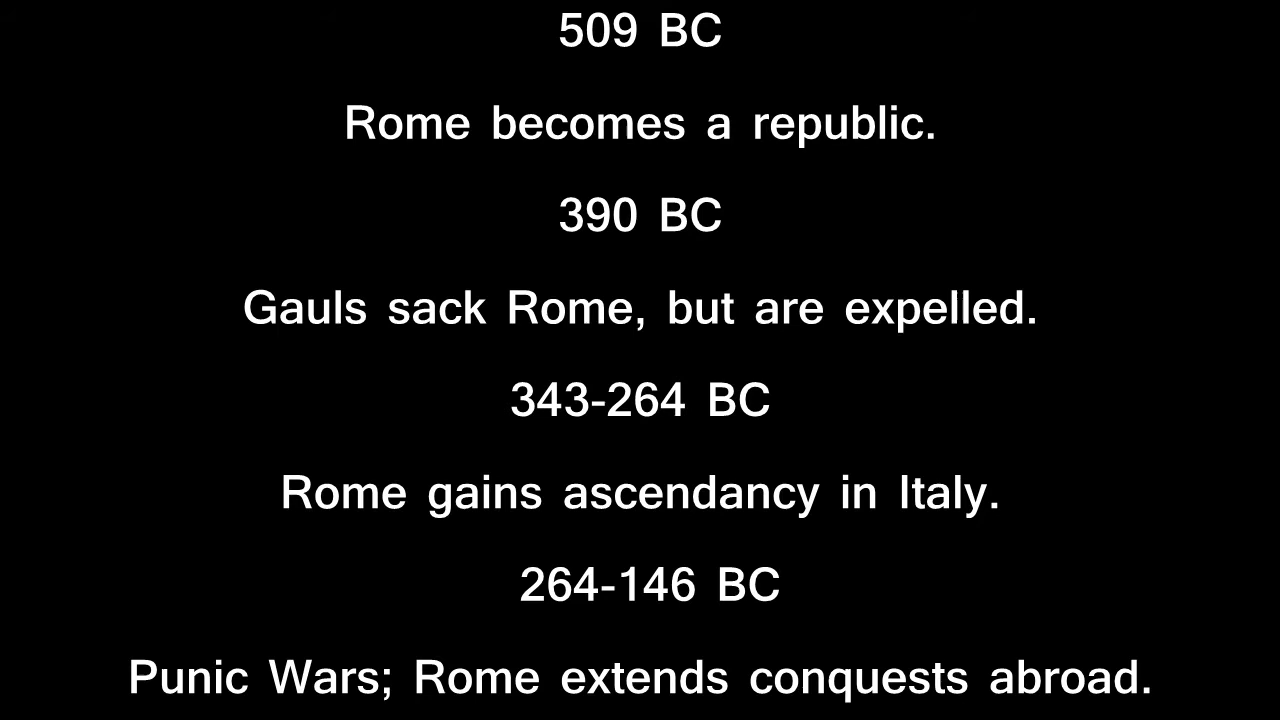 509 BC
Rome becomes a republic.
390 BC
Gauls sack Rome, but are expelled.
343-264 BC
Rome gains ascendancy in Italy.
264-146 BC
Punic Wars; Rome extends conquests abroad.